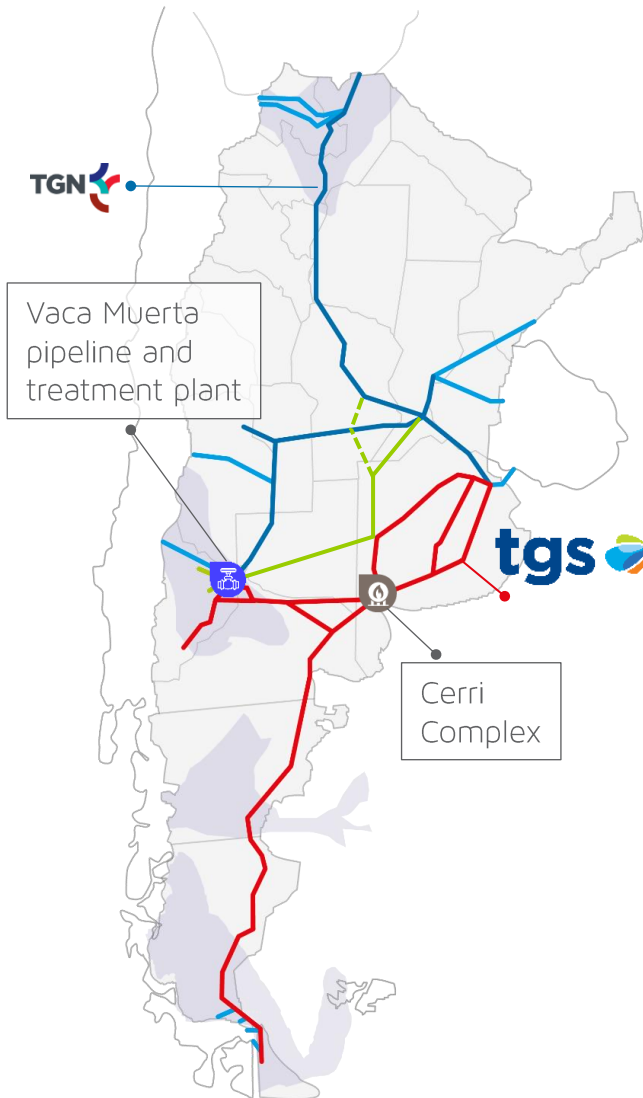 TGN
Vaca Muerta
pipeline and
treatment plant
tgs
Cerri
Complex